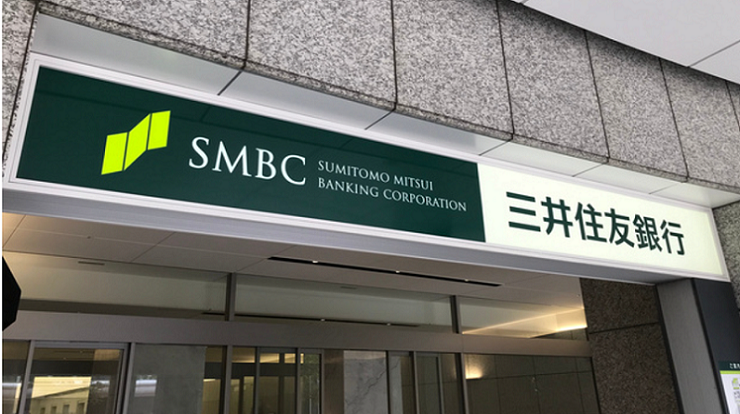 SMBC
SUMITOMO MITSUI
BANKING CORPORATION
三井住友銀行